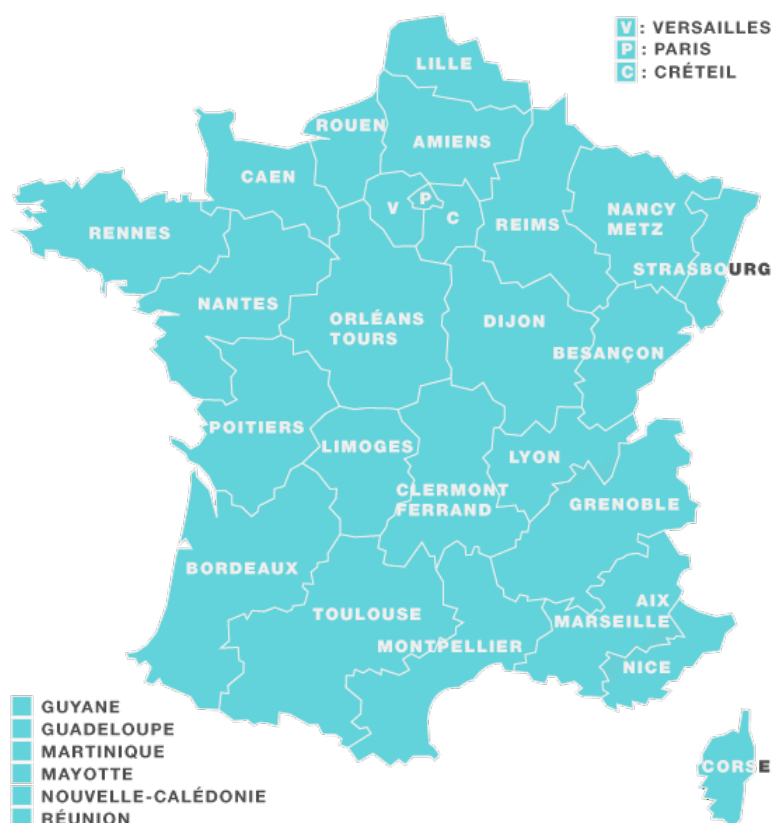 V : VERSAILLES
P : PARIS
C : CRÉTEIL
LILLE
ROUEN
AMIENS
CAEN
V
P
C
REIMS
NANCY
METZ
STRASBOURG
RENNES
NANTES
ORLÉANS
TOURS
DIJON
BESANÇON
POITIERS
LIMOGES
LYON
CLERMONT
FERRAND
GRENOBLE
BORDEAUX
TOULOUSE
MONTPELLIER
AIX
MARSEILLE
NICE
CORSE
GUYANE
GUADELOUPE
MARTINIQUE
MAYOTTE
NOUVELLE-CALÉDONIE
RÉUNION